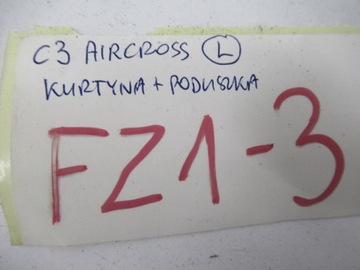 C3 AIRCROSS L
KURTYNA + PODUSZKA
FZ1-3